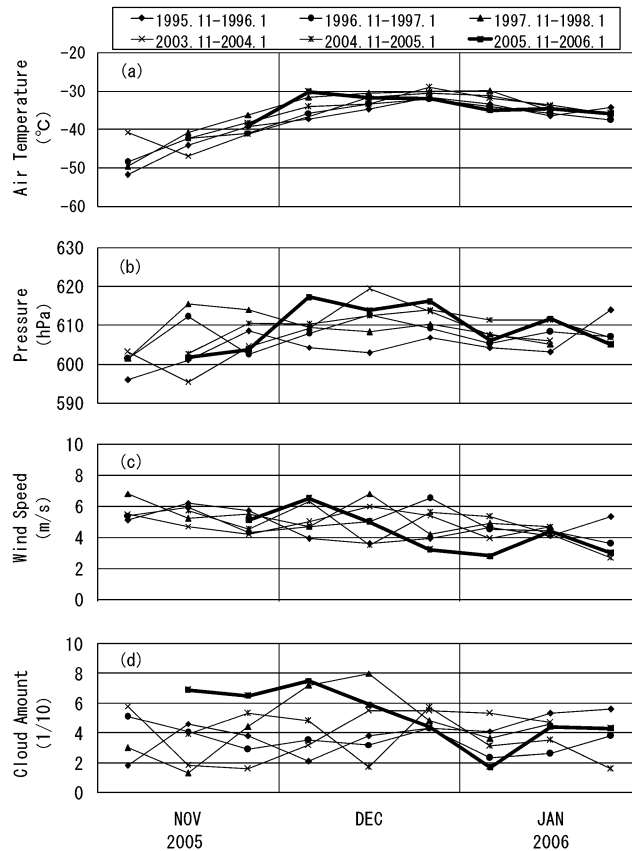 1995.11-1996.1 1996.11-1997.1 1997.11-1998.1
2003.11-2004.1 2004.11-2005.1 2005.11-2006.1
(a)
Air Temperature
(℃)
-20
-30
-40
-50
-60
(b)
Pressure
(hPa)
630
620
610
600
590
(c)
Wind Speed
(m/s)
10
8
6
4
2
0
(d)
Cloud Amount
(1/10)
10
8
6
4
2
0
NOV DEC JAN
2005 2006